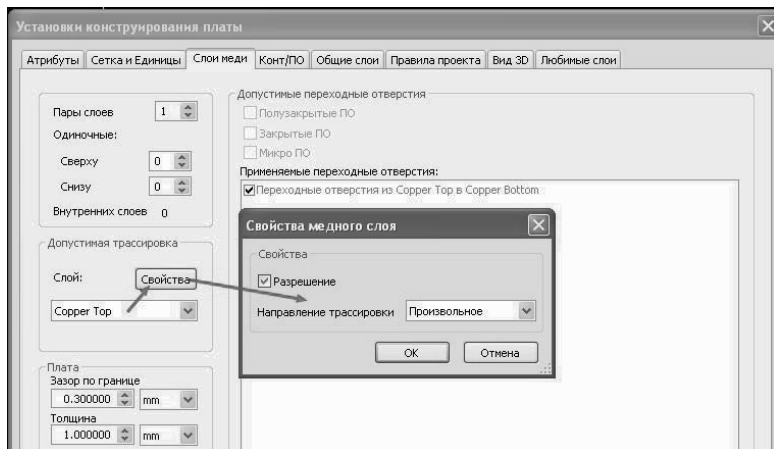 Установки конструирования платы
Атрибуты Сетка и Единицы Слои меди Конт/ПО Общие слои Правила проекта Вид 3D Любимые слои
Пары слоев 1
Одиночные:
Сверху 0
Снизу 0
Внутренних слоев 0
Допустимые переходные отверстия
Полузакрытые ПО
Закрытые ПО
Микро ПО
Применяемые переходные отверстия:
Переходные отверстия из Copper Top в Copper Bottom
Допустимая трассировка
Слой: Свойства
Copper Top
Свойства медного слоя
Свойства
Разрешение
Направление трассировки Произвольное
OK Отмена
Плата
Зазор по границе
0.300000 mm
Толщина
1.000000 mm